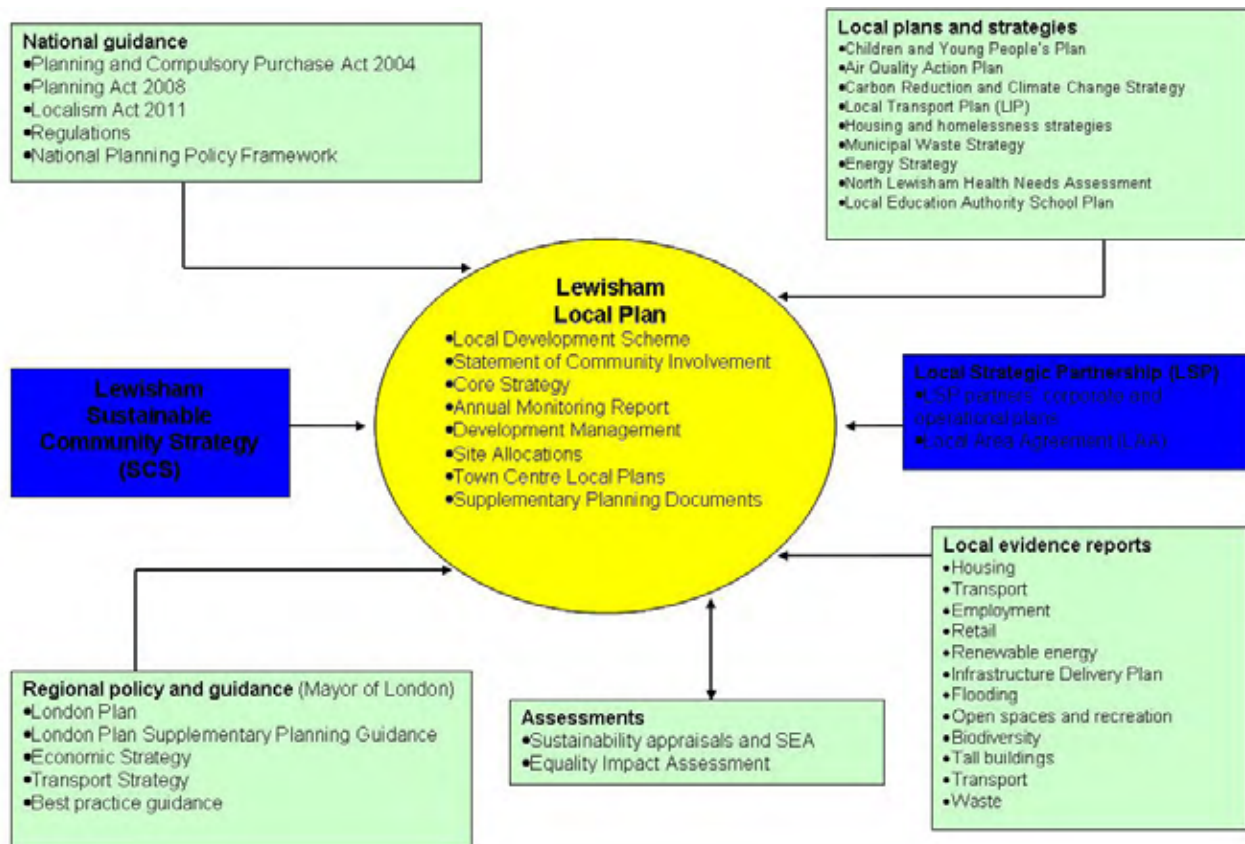 National guidance
•Planning and Compulsory Purchase Act 2004
•Planning Act 2008
•Localism Act 2011
•Regulations
•National Planning Policy Framework
Local plans and strategies
•Children and Young People's Plan
•Air Quality Action Plan
•Carbon Reduction and Climate Change Strategy
•Local Transport Plan (LIP)
•Housing and homelessness strategies
•Municipal Waste Strategy
•Energy Strategy
•North Lewisham Health Needs Assessment
•Local Education Authority School Plan
Lewisham
Local Plan
•Local Development Scheme
•Statement of Community Involvement
•Core Strategy
•Annual Monitoring Report
•Development Management
•Site Allocations
•Town Centre Local Plans
•Supplementary Planning Documents
Lewisham
Sustainable
Community Strategy
(SCS)
Local Strategic Partnership (LSP)
•LSP partners' corporate and
operational plans
•Local Area Agreement (LAA)
Regional policy and guidance (Mayor of London)
•London Plan
•London Plan Supplementary Planning Guidance
•Economic Strategy
•Transport Strategy
•Best practice guidance
Assessments
•Sustainability appraisals and SEA
•Equality Impact Assessment
Local evidence reports
•Housing
•Transport
•Employment
•Retail
•Renewable energy
•Infrastructure Delivery Plan
•Flooding
•Open spaces and recreation
•Biodiversity
•Tall buildings
•Transport
•Waste